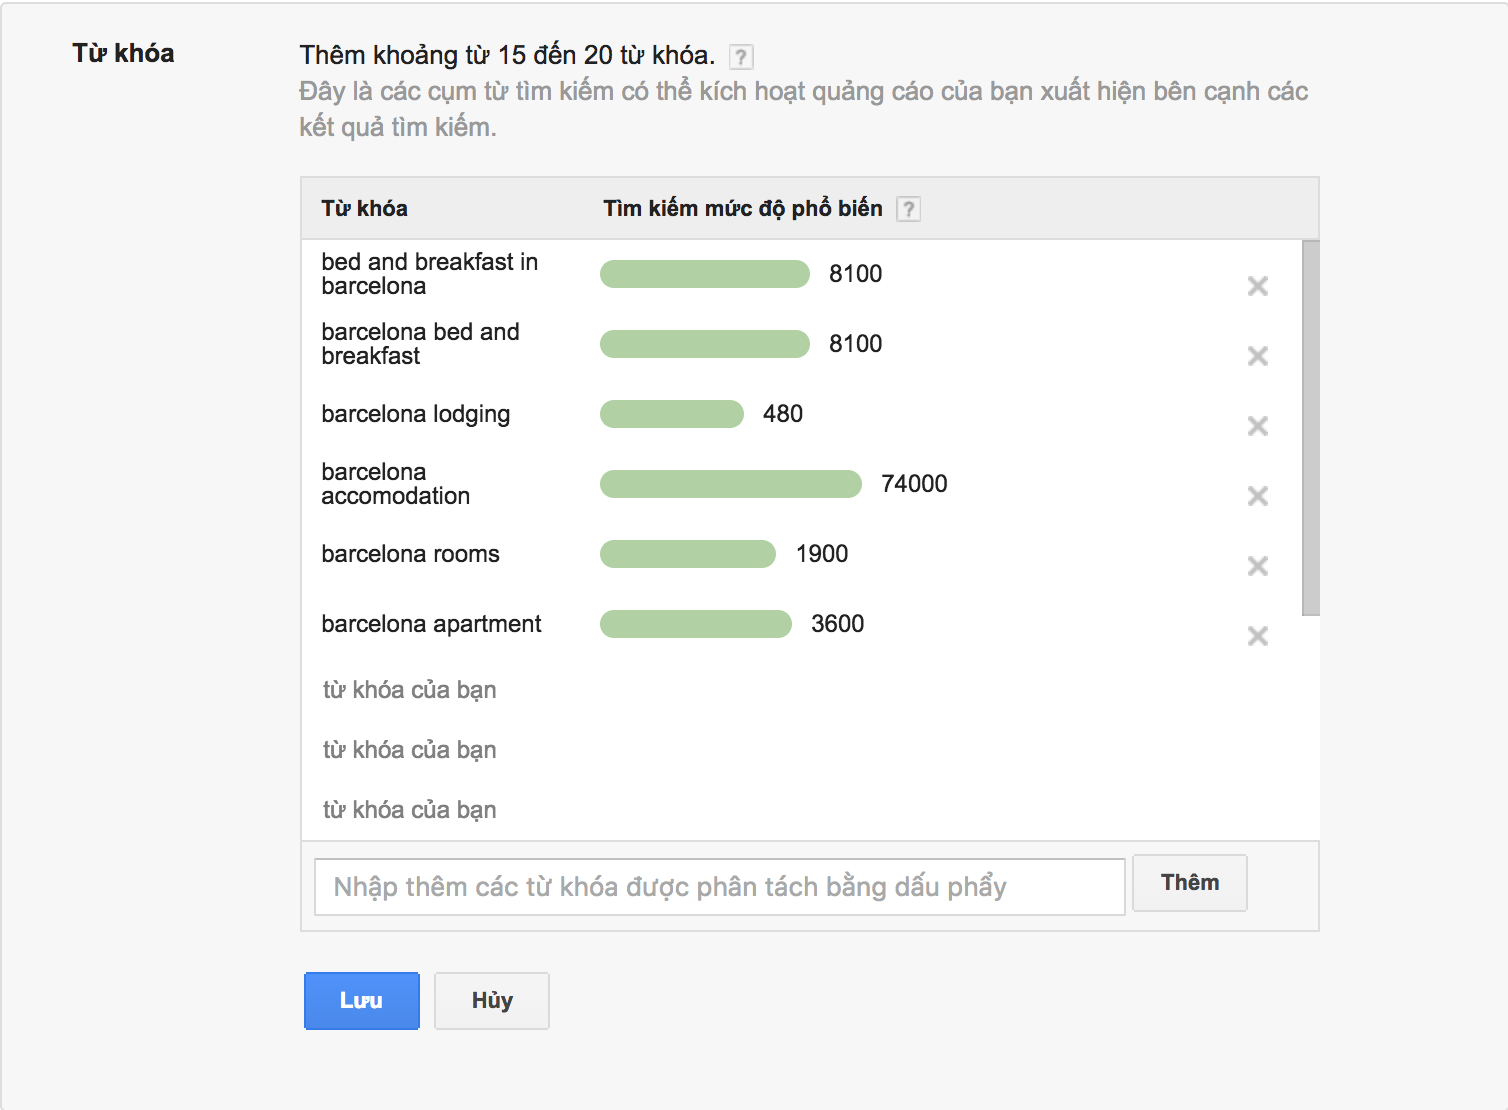 Từ khóa
Thêm khoảng từ 15 đến 20 từ khóa. ?
Đây là các cụm từ tìm kiếm có thể kích hoạt quảng cáo của bạn xuất hiện bên cạnh các
kết quả tìm kiếm.
Từ khóa Tìm kiếm mức độ phổ biến ?
bed and breakfast in
barcelona
8100
barcelona bed and
breakfast
8100
barcelona lodging 480
barcelona
accomodation
74000
barcelona rooms 1900
barcelona apartment 3600
từ khóa của bạn
từ khóa của bạn
từ khóa của bạn
Nhập thêm các từ khóa được phân tách bằng dấu phẩy Thêm
Lưu Hủy